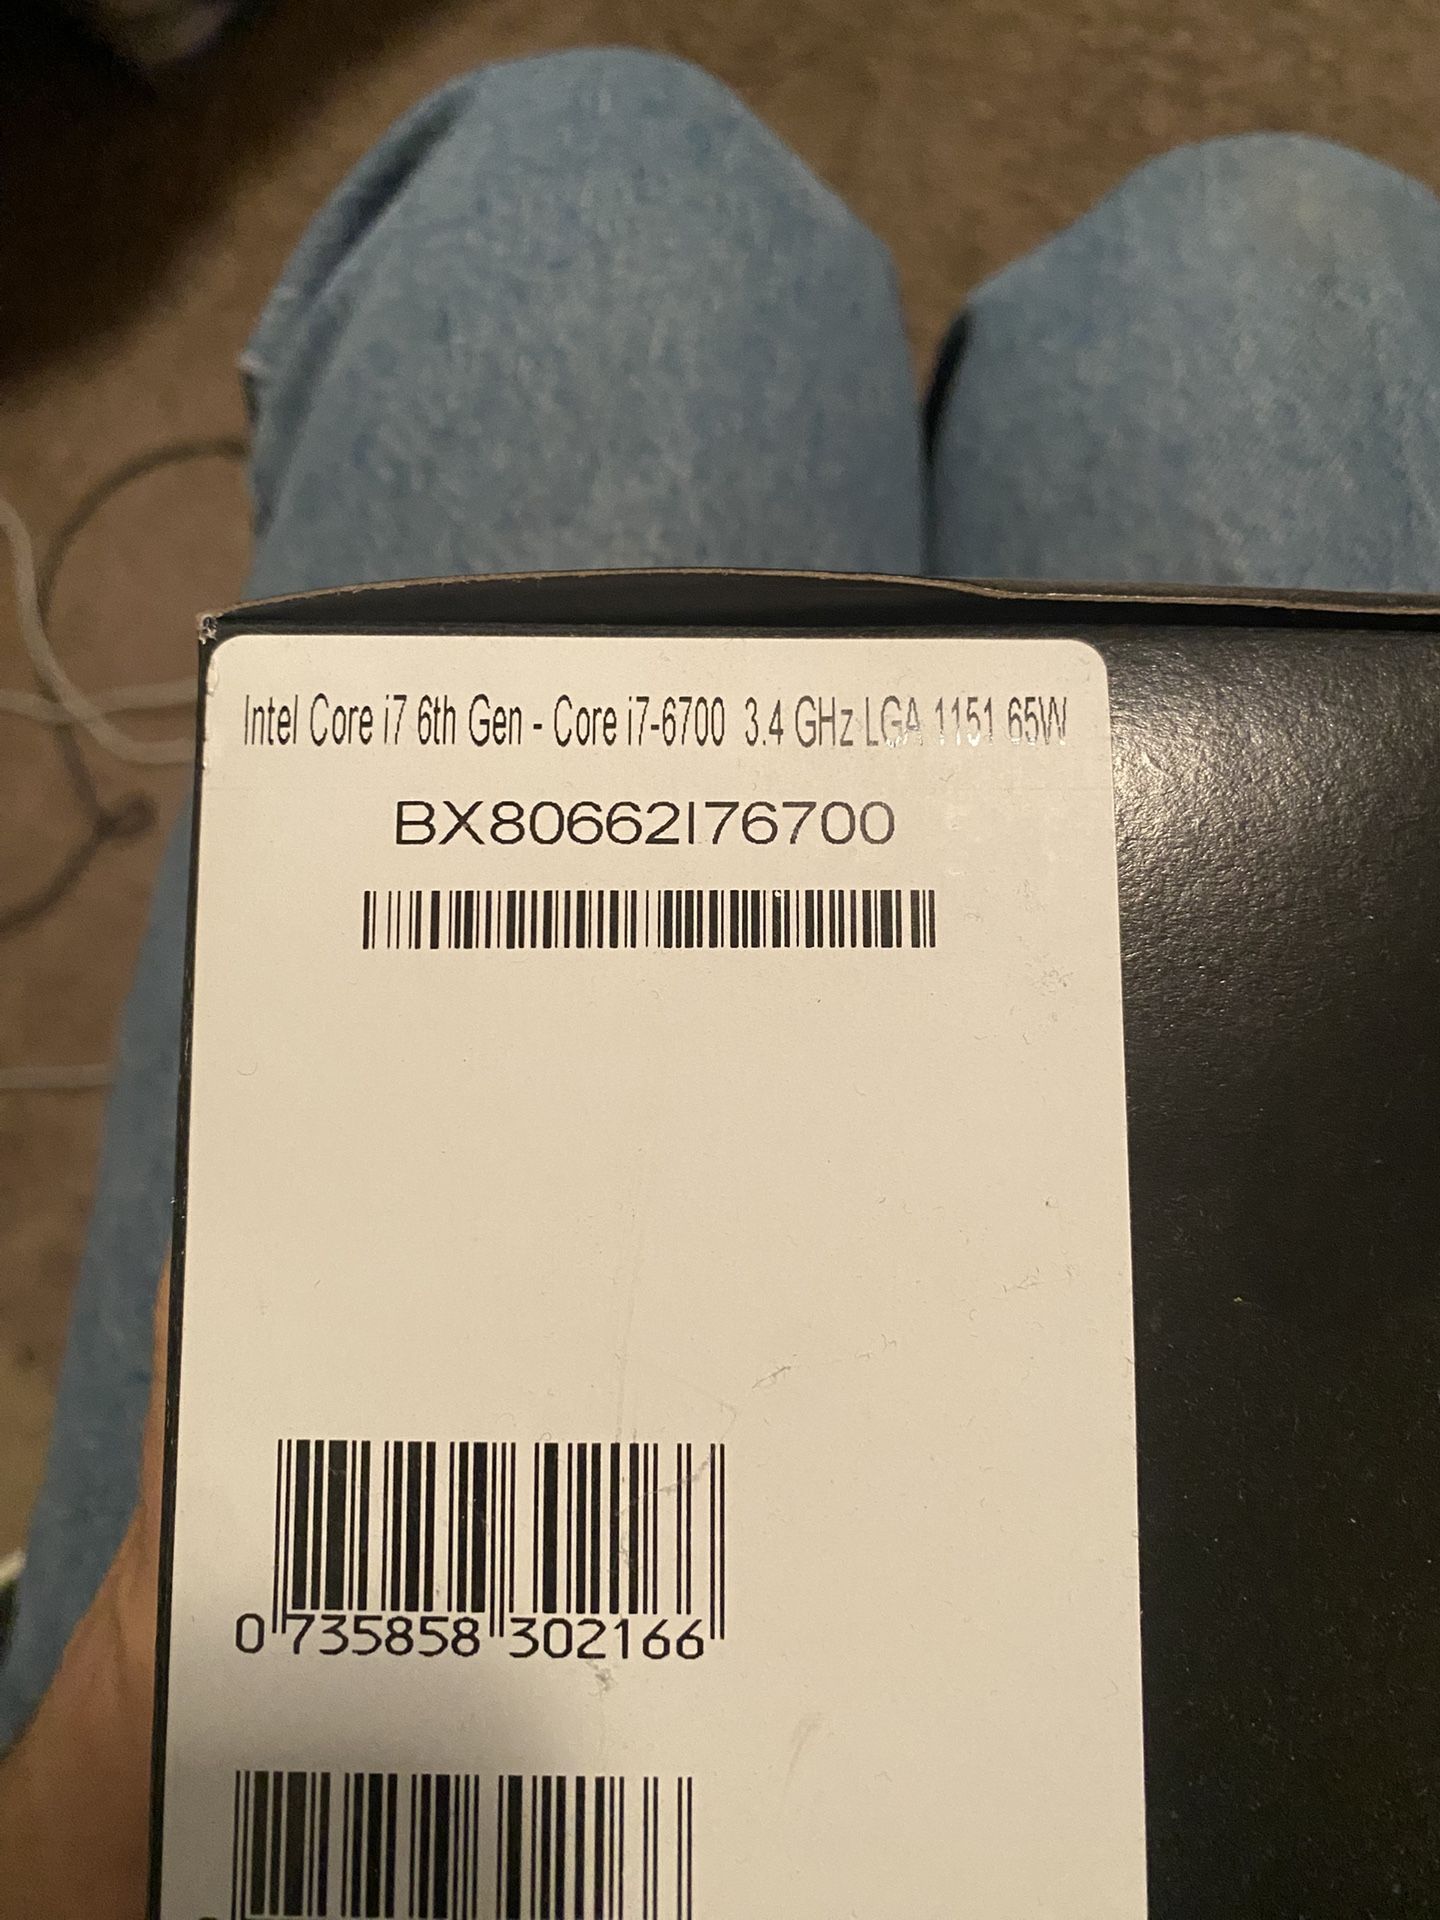 Intel Core i7 6th Gen - Core i7-6700 3.4 GHz LGA 1151 65W
BX80662I76700
0 735858 302166